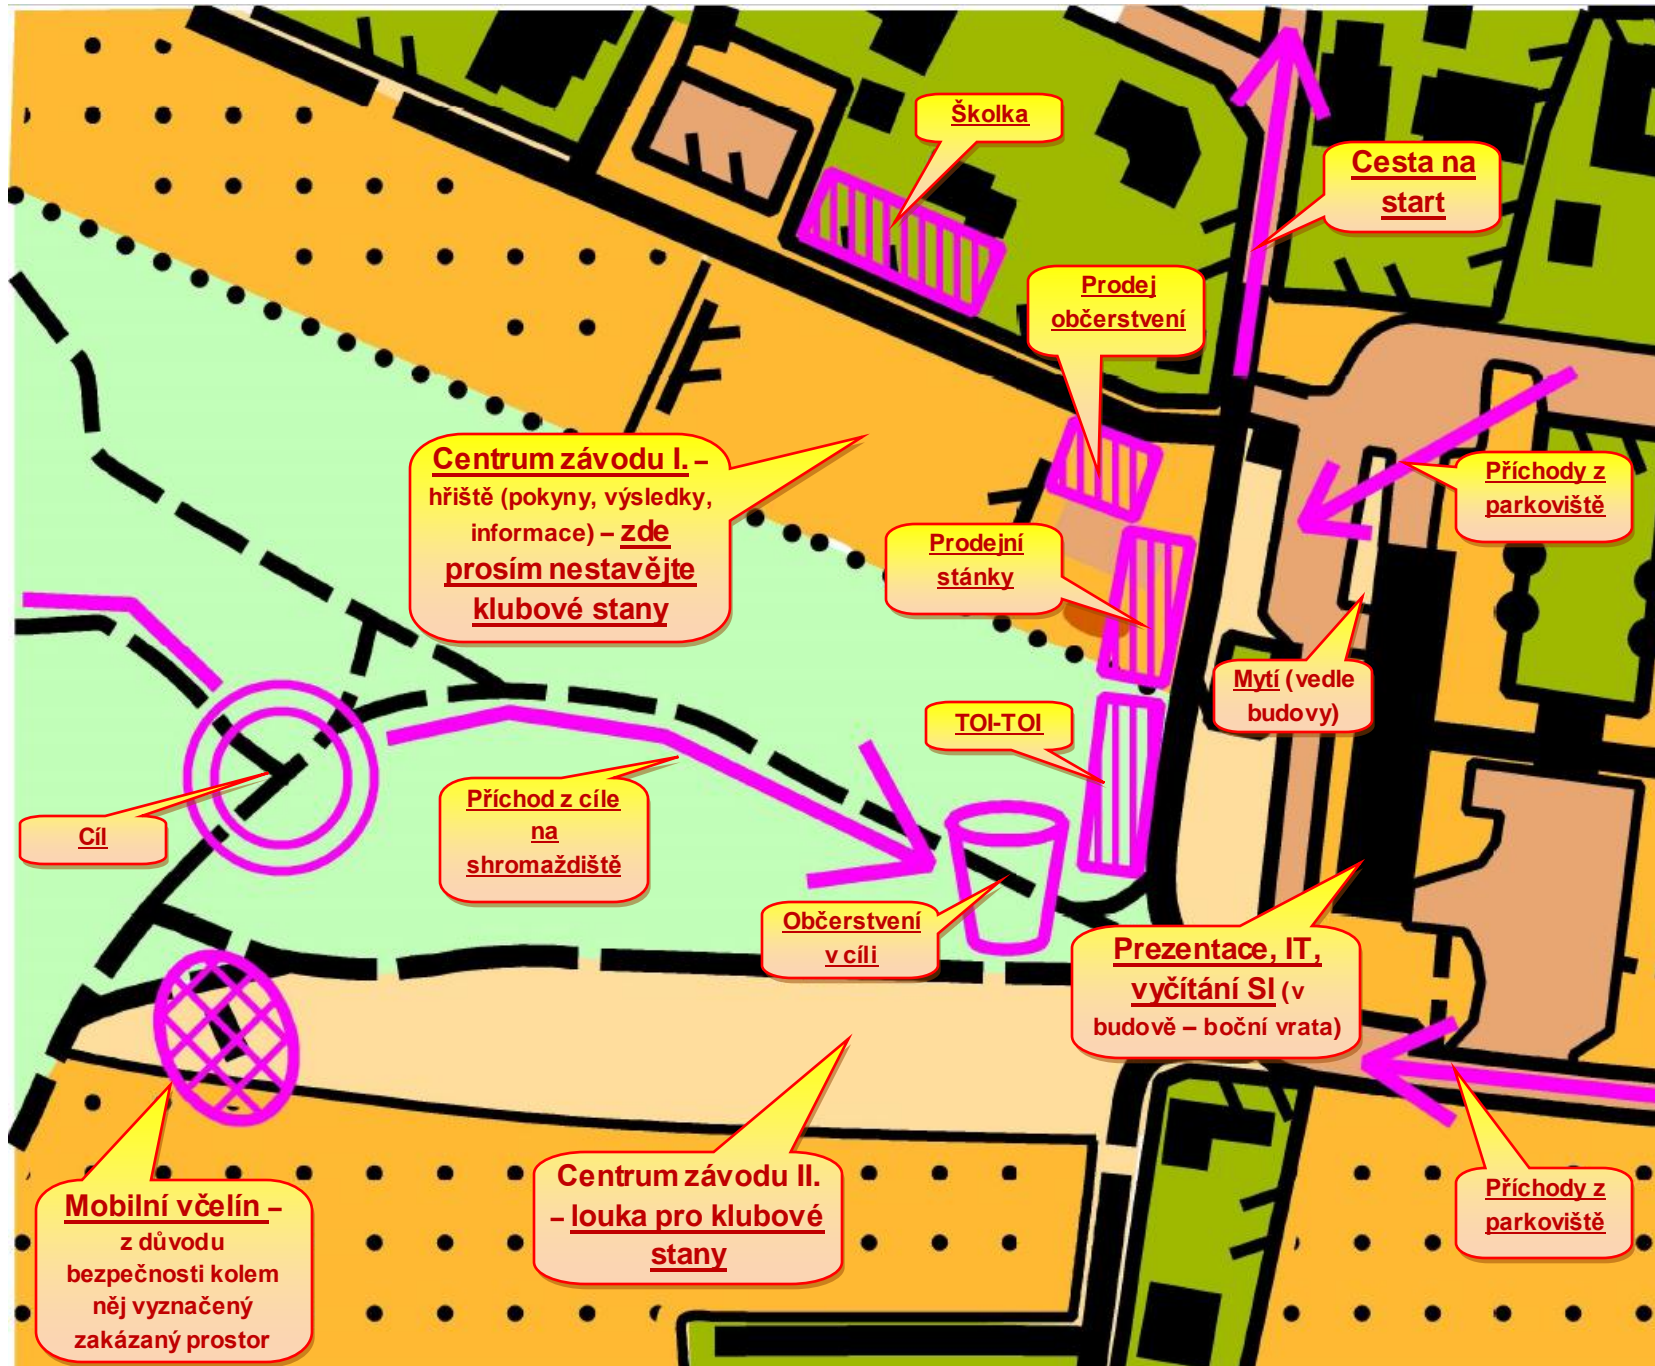 Školka
Cesta na
start
Prodej
občerstvení
Centrum závodu I. –
hřiště (pokyny, výsledky,
informace) – zde
prosím nestavějte
klubové stany
Příchody z
parkoviště
Prodejní
stánky
Mytí (vedle
budovy)
TOI-TOI
Příchod z cíle
na
shromaždiště
Cíl
Občerstvení
v cíli
Prezentace, IT,
vyčítání SI (v
budově – boční vrata)
Centrum závodu II.
– louka pro klubové
stany
Mobilní včelín –
z důvodu
bezpečnosti kolem
něj vyznačený
zakázaný prostor
Příchody z
parkoviště